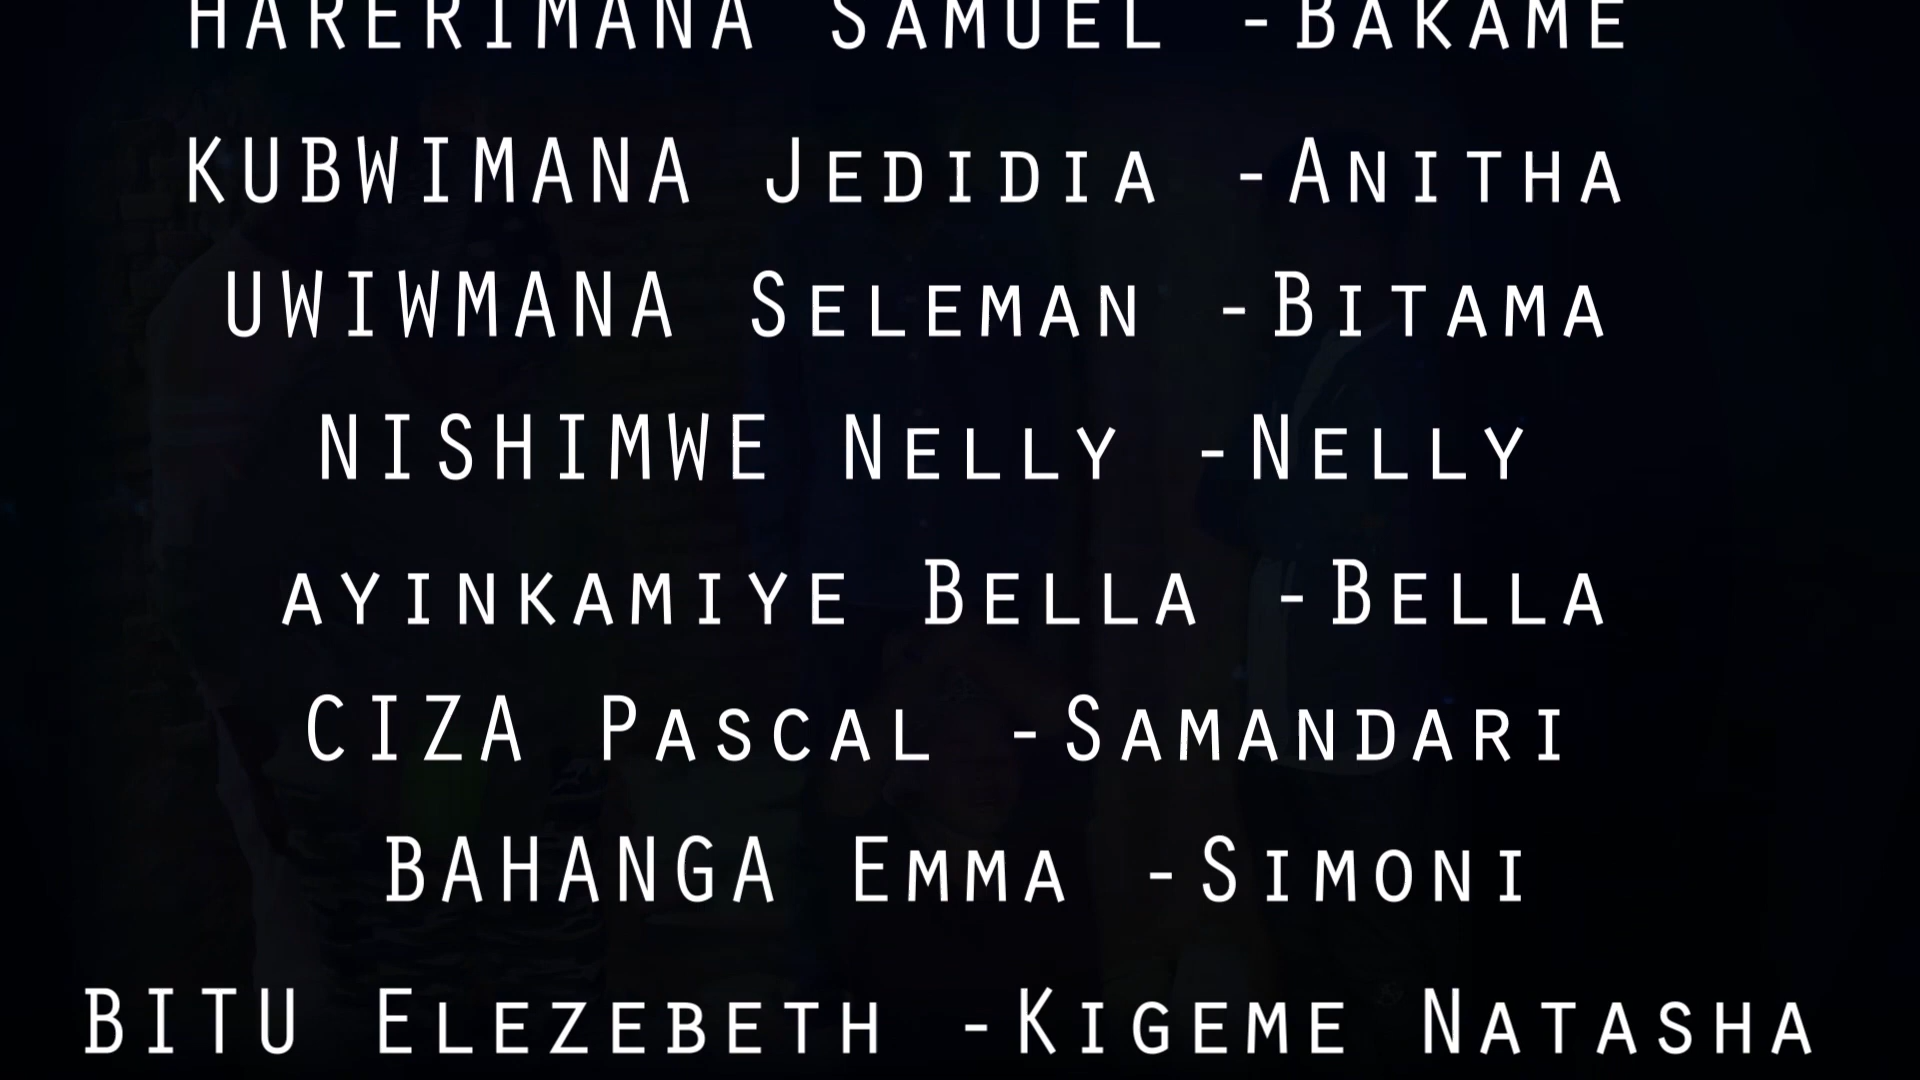 HARERIMANA SAMUEL -BAKAME
KUBWIMANA JEDIDIA -ANITHA
UWIWMANA SELEMAN -BITAMA
NISHIMWE NELLY -NELLY
AYINKAMIYE BELLA -BELLA
CIZA PASCAL -SAMANDARI
BAHANGA EMMA -SIMONI
BITU ELEZEBETH -KIGEME NATASHA